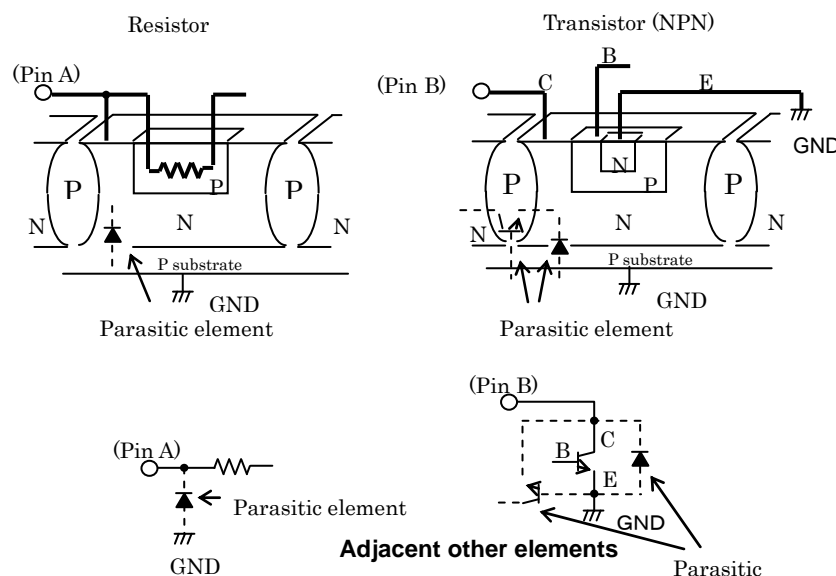 Resistor
Transistor (NPN)
(Pin A)
(Pin B)
B
C
E
GND
P
P
P
N
N
N
P substrate
GND
Parasitic element
P
N
P
P
N
N
N
P substrate
GND
Parasitic element
(Pin A)
Parasitic element
GND
(Pin B)
B
C
E
GND
Adjacent other elements
Parasitic